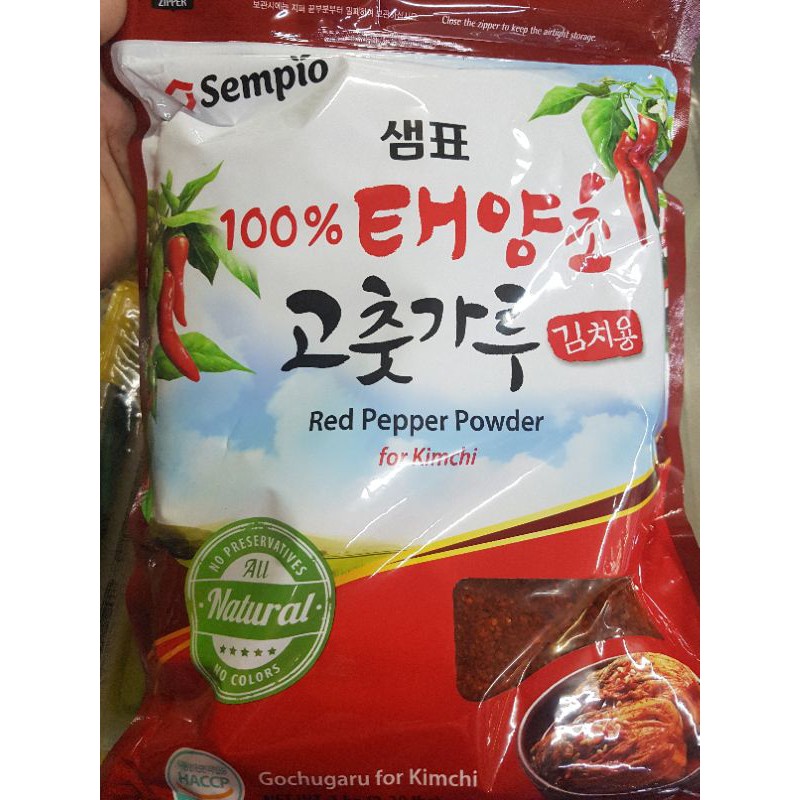 ZIPPER
Close the zipper to keep the airtight storage.
Sempio
샘표
100% 태양초
고춧가루 김치용
Red Pepper Powder
for Kimchi
NO PRESERVATIVES
All
Natural
NO COLORS
HACCP
Gochugaru for Kimchi